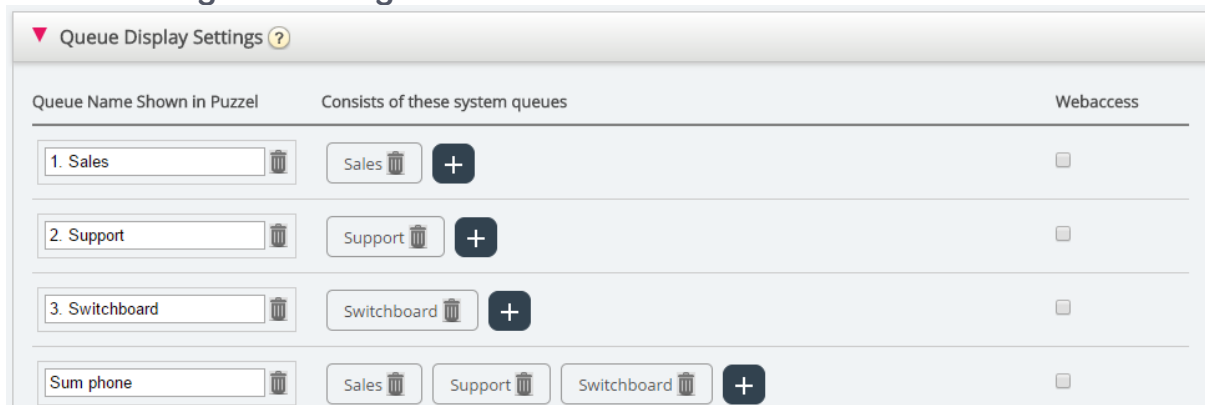 Queue Display Settings ?
Queue Name Shown in Puzzel Consists of these system queues Webaccess
1. Sales Sales +
2. Support Support +
3. Switchboard Switchboard +
Sum phone Sales Support Switchboard +